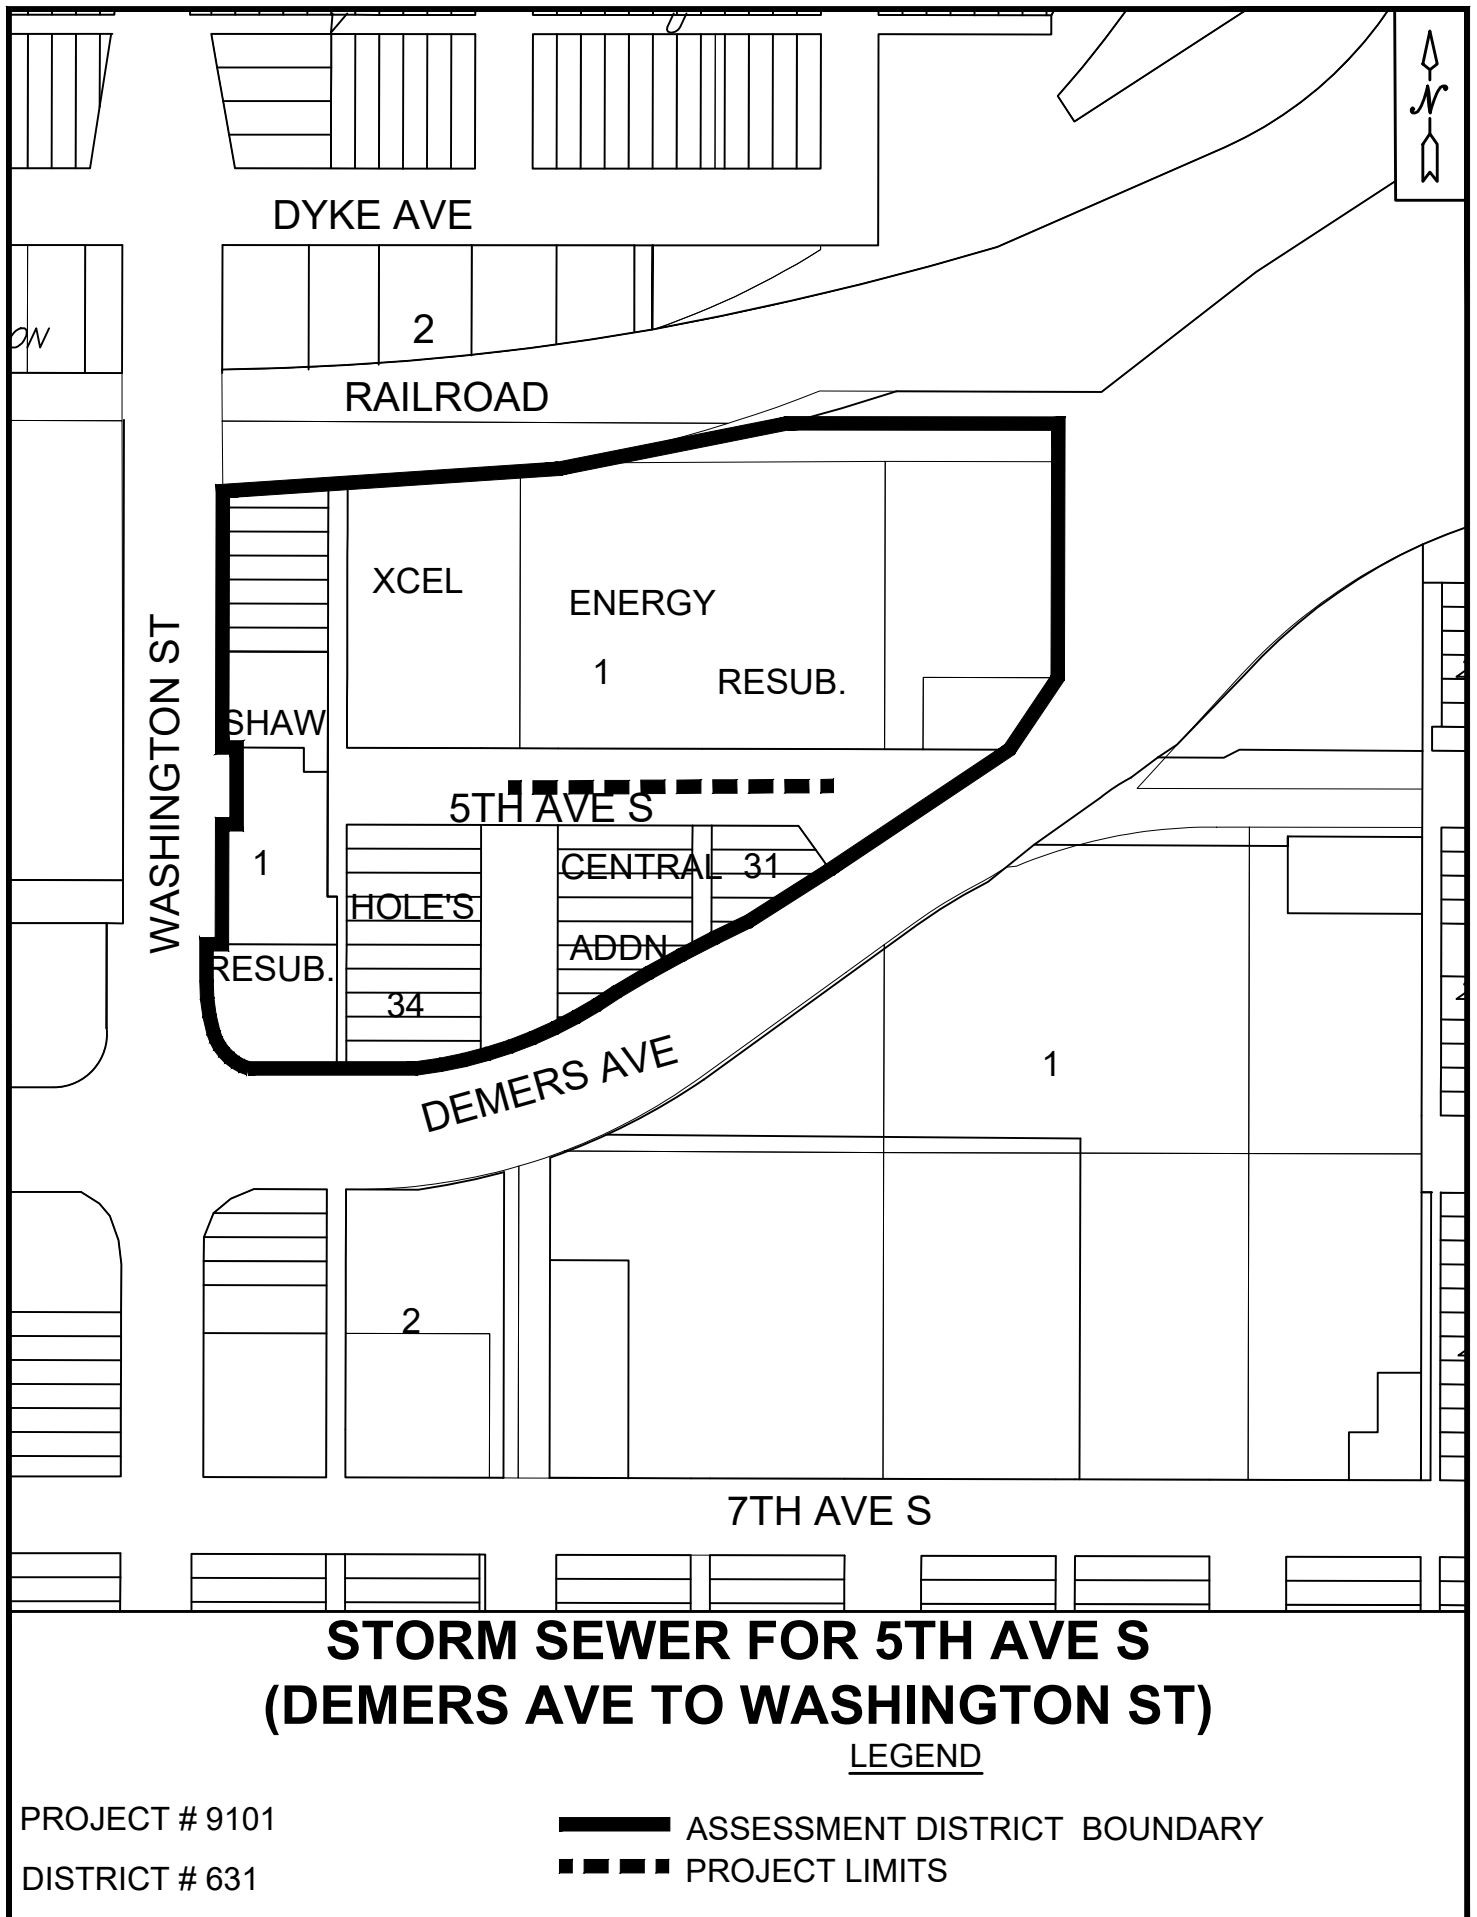 N
DYKE AVE
ON
2
RAILROAD
XCEL
ENERGY
1
RESUB.
WASHINGTON ST
SHAW
5TH AVE S
1
CENTRAL 31
HOLE'S
ADDN
RESUB.
34
DEMERS AVE
1
2
7TH AVE S
STORM SEWER FOR 5TH AVE S
(DEMERS AVE TO WASHINGTON ST)
LEGEND
PROJECT # 9101
ASSESSMENT DISTRICT BOUNDARY
PROJECT LIMITS
DISTRICT # 631